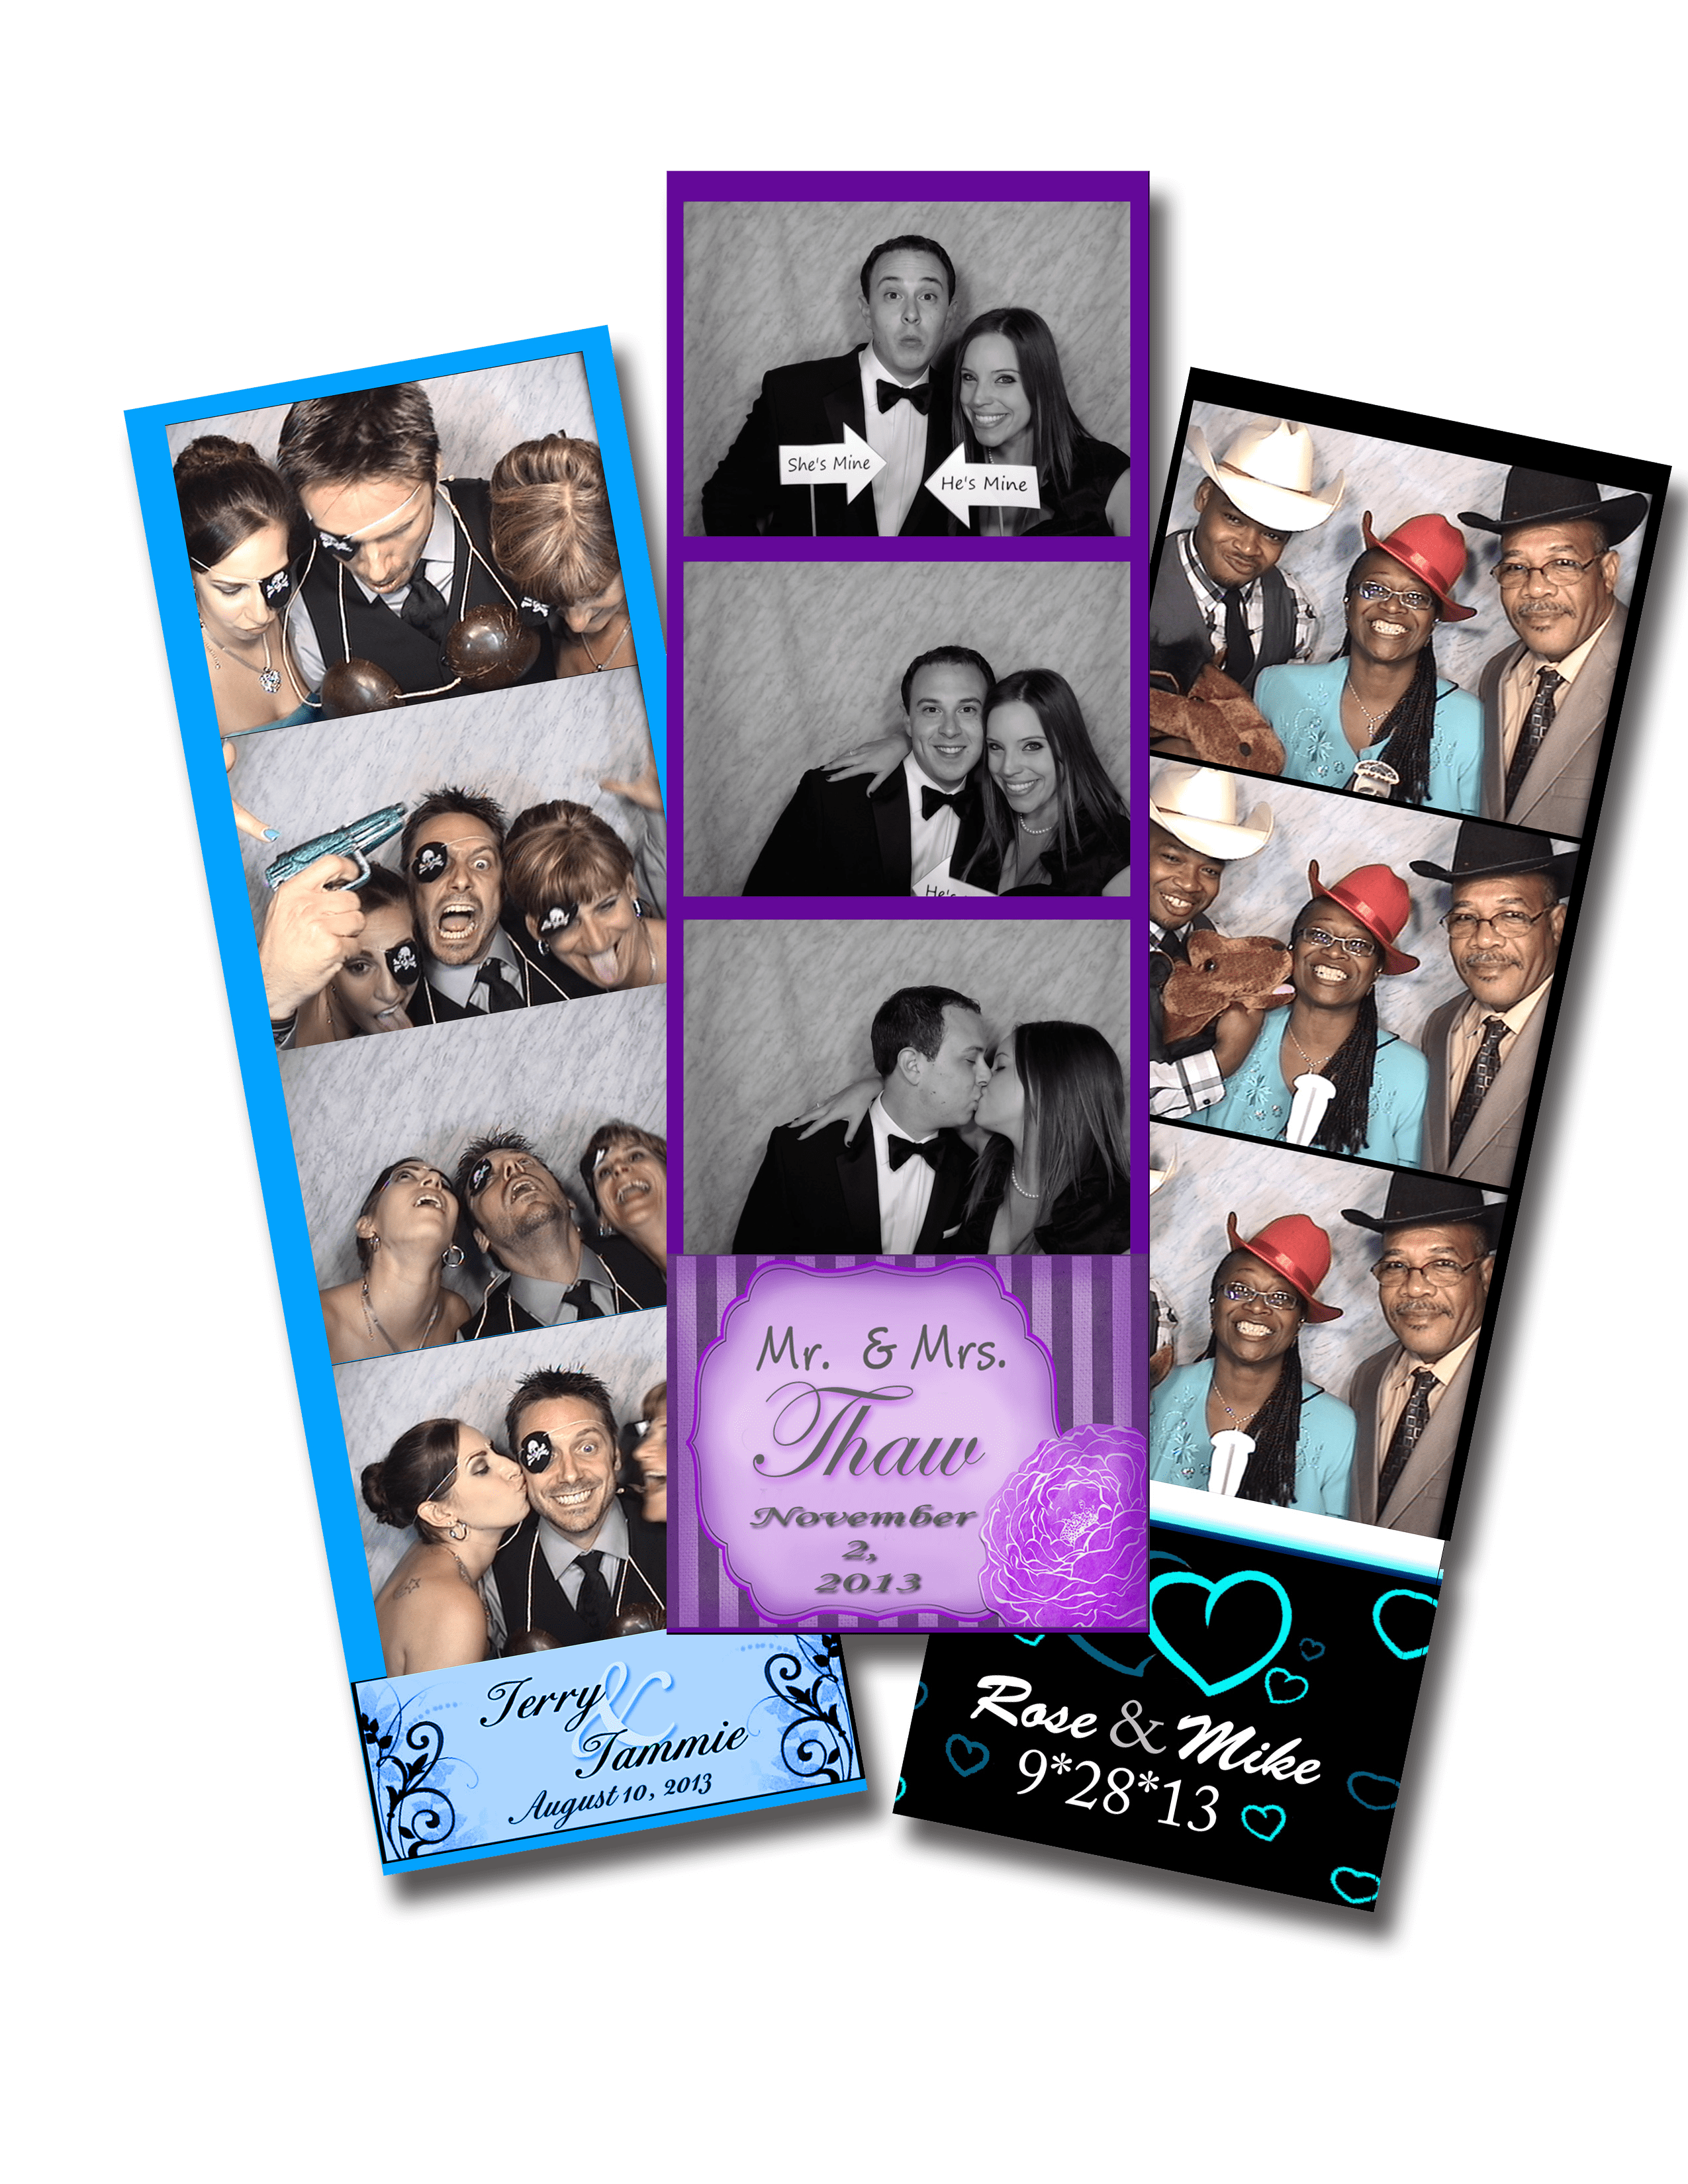 She's Mine
He's Mine
He's
Mr. & Mrs.
Thaw
November
2,
2013
Terry &
Tammie
August 10, 2013
Rose & Mike
9*28*13